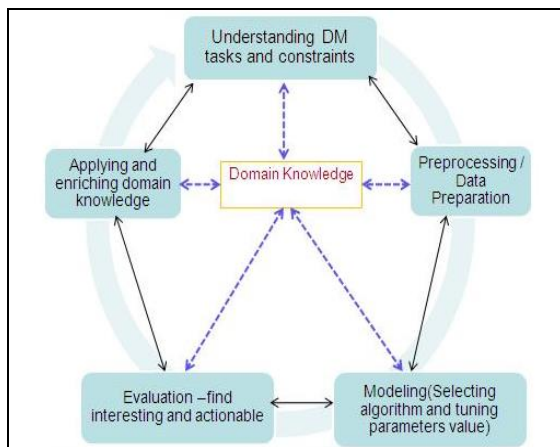 Understanding DM
tasks and constraints
Applying and
enriching domain
knowledge
Domain Knowledge
Preprocessing /
Data
Preparation
Evaluation –find
interesting and actionable
Modeling(Selecting
algorithm and tuning
parameters value)